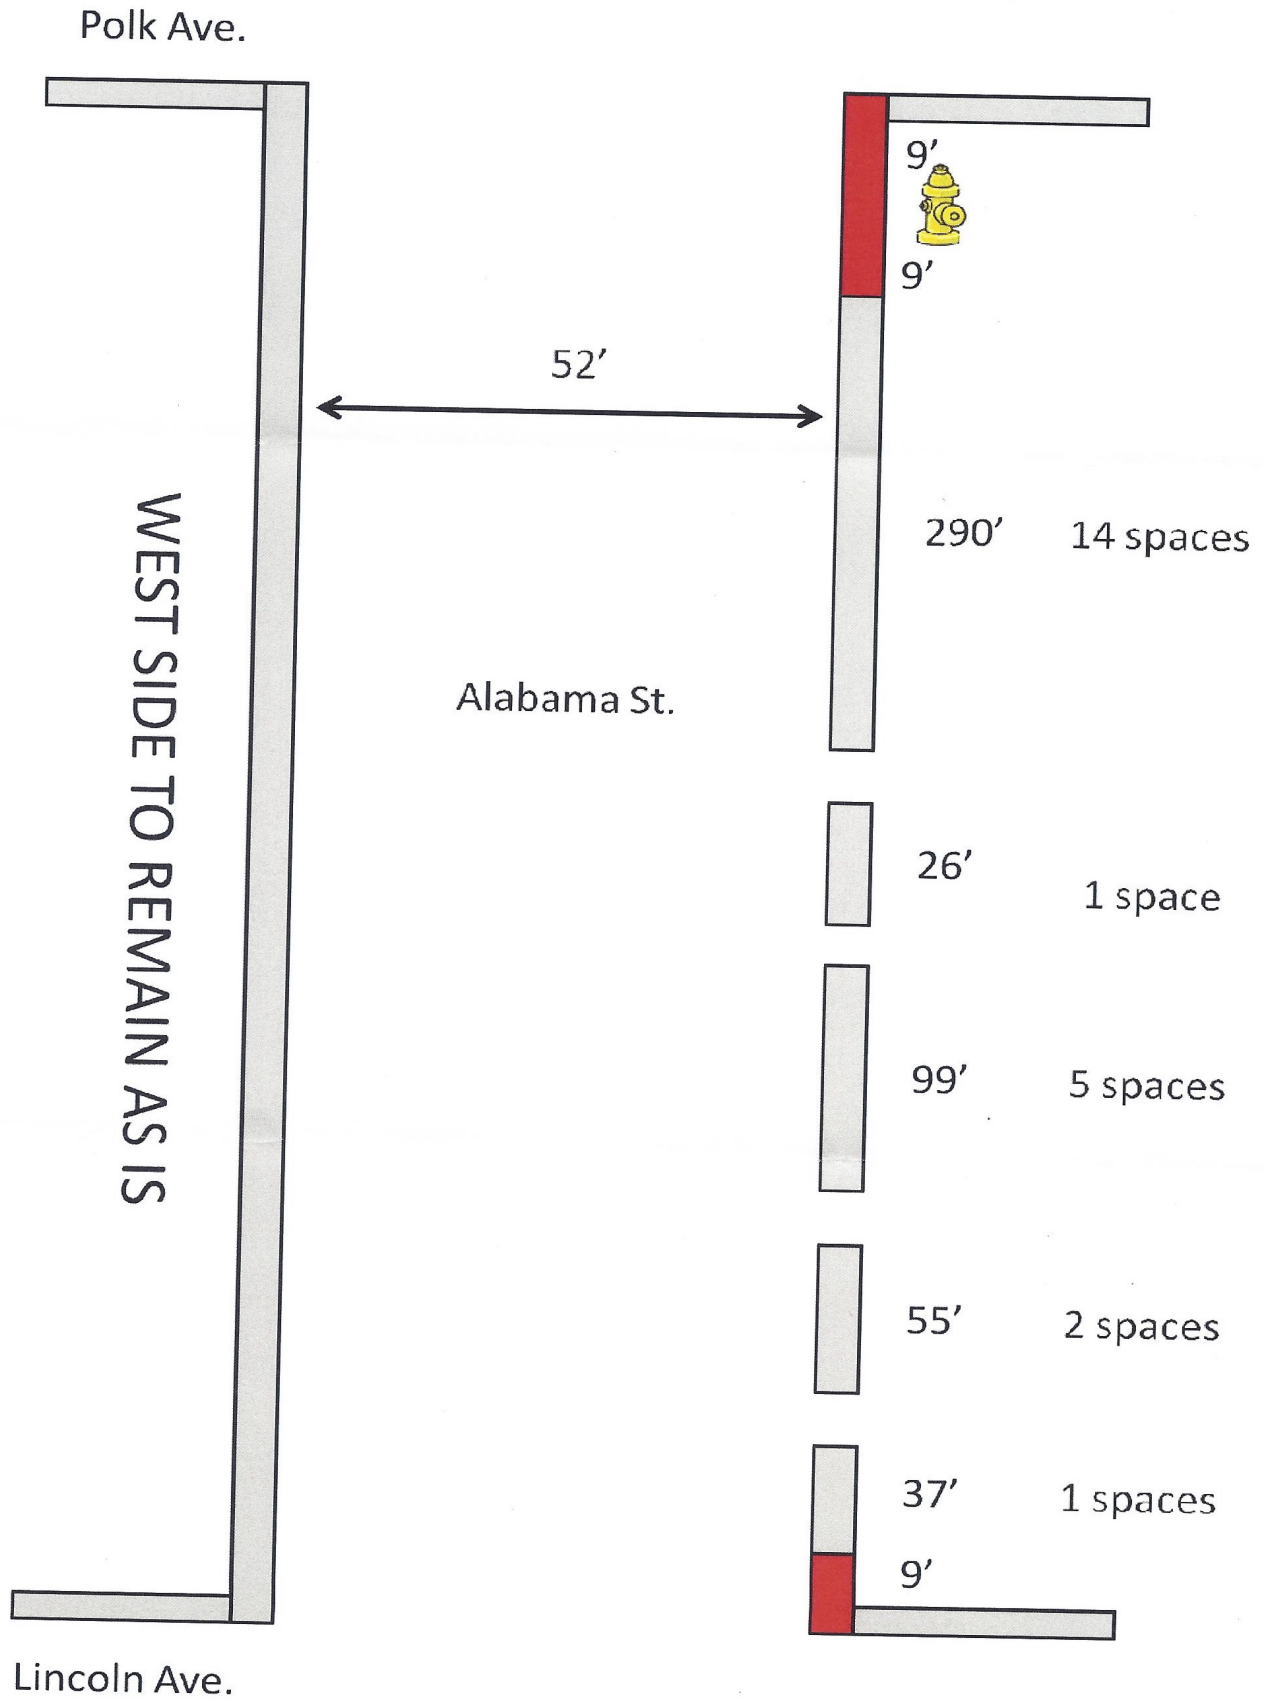 Polk Ave.
9'
9'
52'
290' 14 spaces
WEST SIDE TO REMAIN AS IS
Alabama St.
26' 1 space
99' 5 spaces
55' 2 spaces
37' 1 spaces
9'
Lincoln Ave.